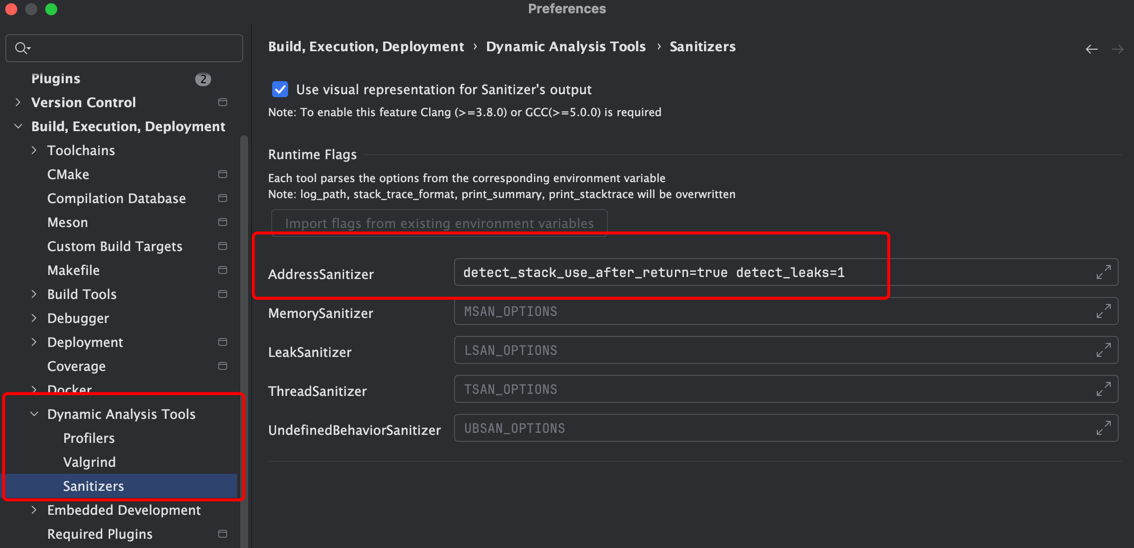 Preferences
Plugins 2
Version Control
Build, Execution, Deployment
Toolchains
CMake
Compilation Database
Meson
Custom Build Targets
Makefile
Build Tools
Debugger
Deployment
Coverage
Docker
Dynamic Analysis Tools
Profilers
Valgrind
Sanitizers
Embedded Development
Required Plugins
Build, Execution, Deployment › Dynamic Analysis Tools › Sanitizers
Use visual representation for Sanitizer's output
Note: To enable this feature Clang (>=3.8.0) or GCC(>=5.0.0) is required
Runtime Flags
Each tool parses the options from the corresponding environment variable
Note: log_path, stack_trace_format, print_summary, print_stacktrace will be overwritten
Import flags from existing environment variables
AddressSanitizer detect_stack_use_after_return=true detect_leaks=1
MemorySanitizer MSAN_OPTIONS
LeakSanitizer LSAN_OPTIONS
ThreadSanitizer TSAN_OPTIONS
UndefinedBehaviorSanitizer UBSAN_OPTIONS